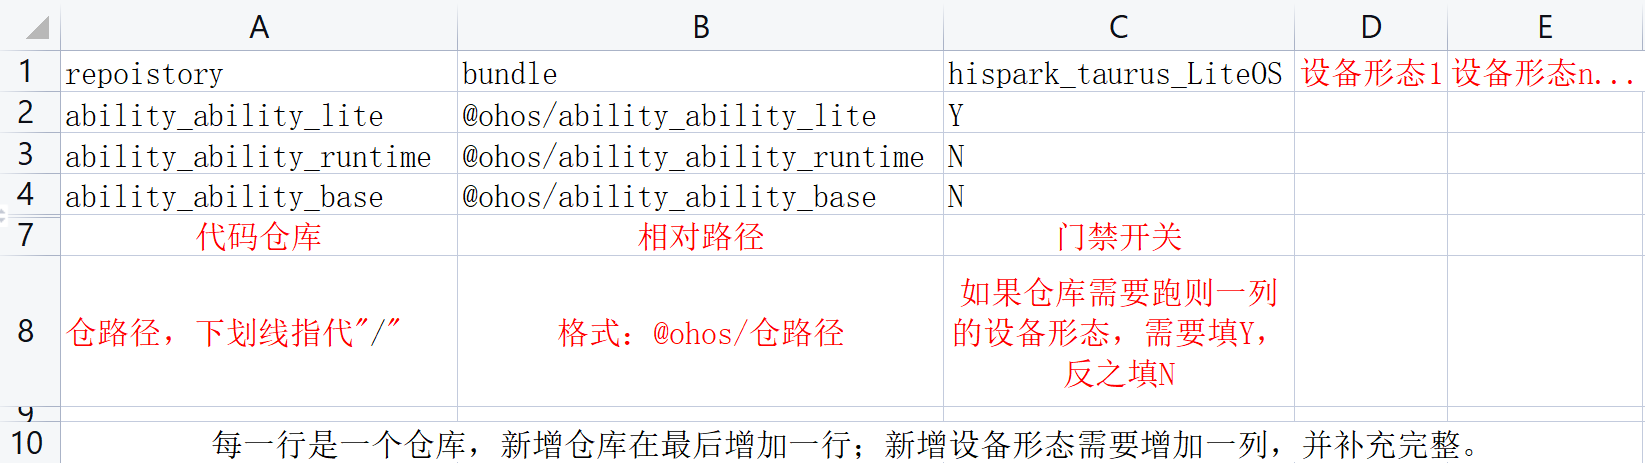 A B C D E
1 repoistory bundle hispark_taurus_LiteOS 设备形态1 设备形态n...
2 ability_ability_lite @ohos/ability_ability_lite Y
3 ability_ability_runtime @ohos/ability_ability_runtime N
4 ability_ability_base @ohos/ability_ability_base N
7 代码仓库 相对路径 门禁开关
如果仓库需要跑则一列
8 仓路径，下划线指代"/" 格式：@ohos/仓路径 的设备形态，需要填Y，
反之填N
9
10 每一行是一个仓库，新增仓库在最后增加一行；新增设备形态需要增加一列，并补充完整。